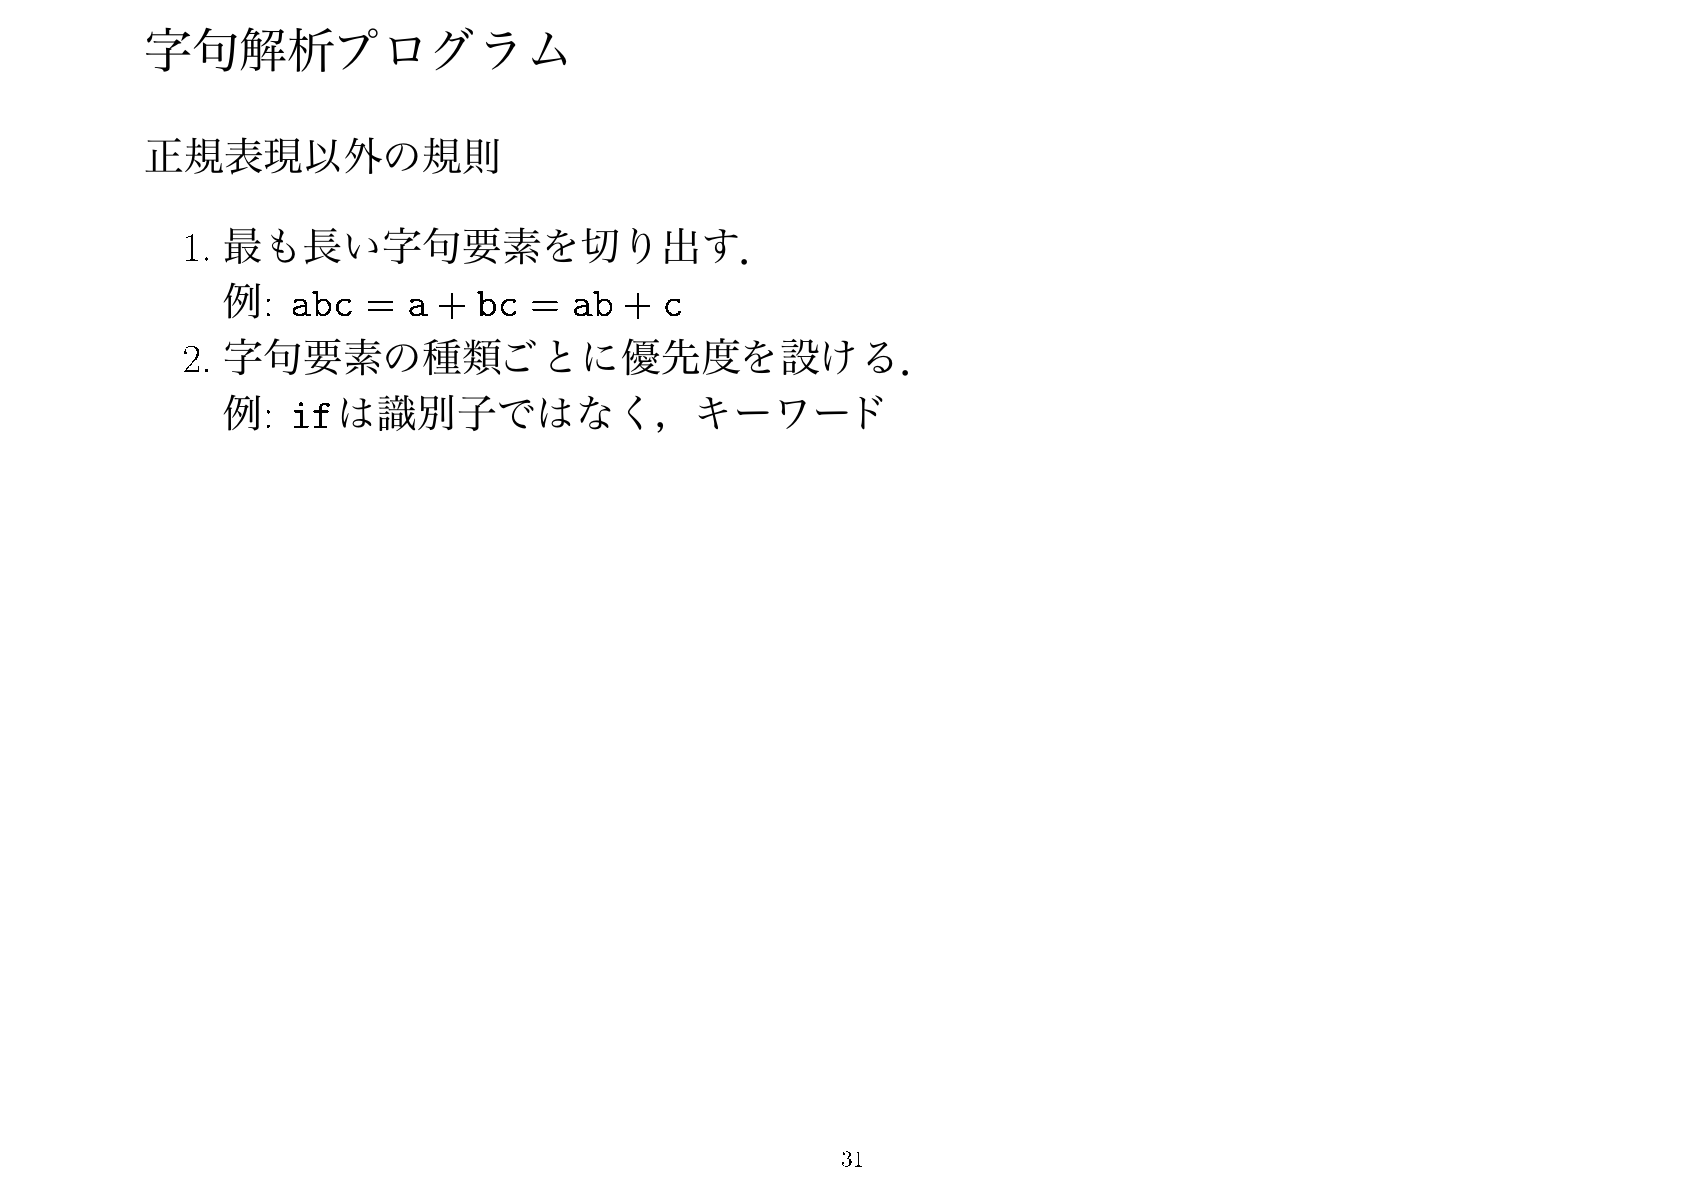 字句解析プログラム
正規表現以外の規則
1. 最も長い字句要素を切り出す．
例: abc = a + bc = ab + c
2. 字句要素の種類ごとに優先度を設ける．
例: ifは識別子ではなく，キーワード
31